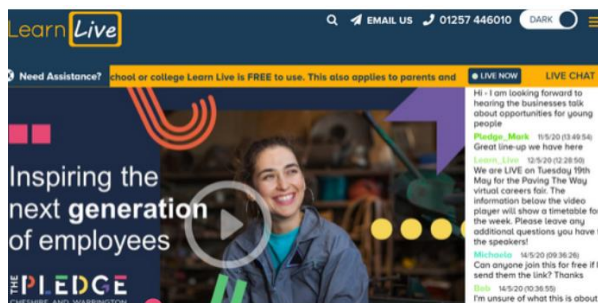 Learn Live
EMAIL US
01257 446010
DARK
Need Assistance?
chool or college Learn Live is FREE to use. This also applies to parents and
LIVE NOW
LIVE CHAT
Inspiring the
next generation
of employees
THE PLEDGE
CHESHIRE AND WARRINGTON
Hi - I am looking forward to
hearing the businesses talk
about opportunities for young
people
Pledge_Mark 11/5/20 (13:49:54)
Great line-up we have here
Learn_Live 12/5/20 (12:28:50)
We are LIVE on Tuesday 19th
May for the Paving The Way
virtual careers fair. The
information below the video
player will show a timetable for
the week. Please leave any
additional questions you have
the speakers!
Michaela 14/5/20 (09:36:26)
Can anyone join this for free if I
send them the link? Thanks
Bob 14/5/20 (10:36:55)
I'm unsure of what this is about